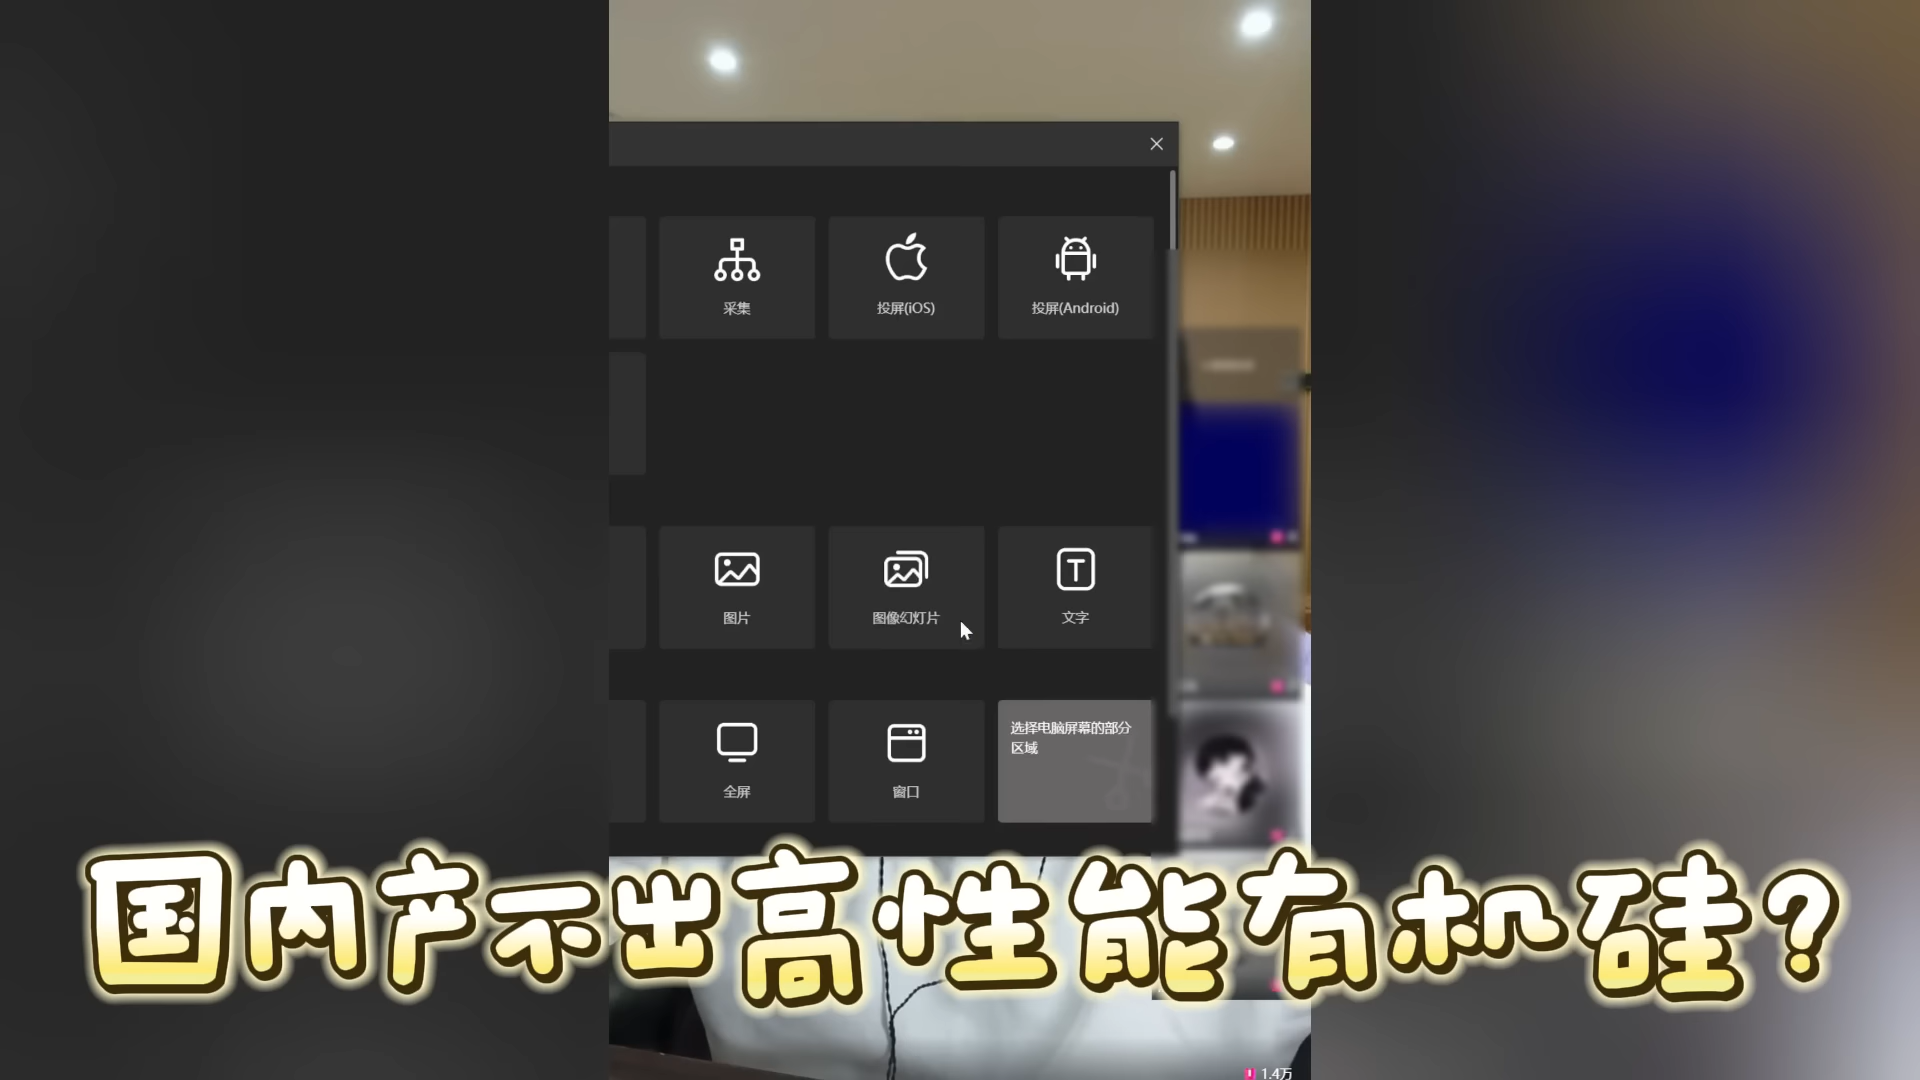 采集
投屏(iOS)
投屏(Android)
图片
图像幻灯片
文字
全屏
窗口
选择电脑屏幕的部分
区域
国内产不出高性能有机硅?
1.4万